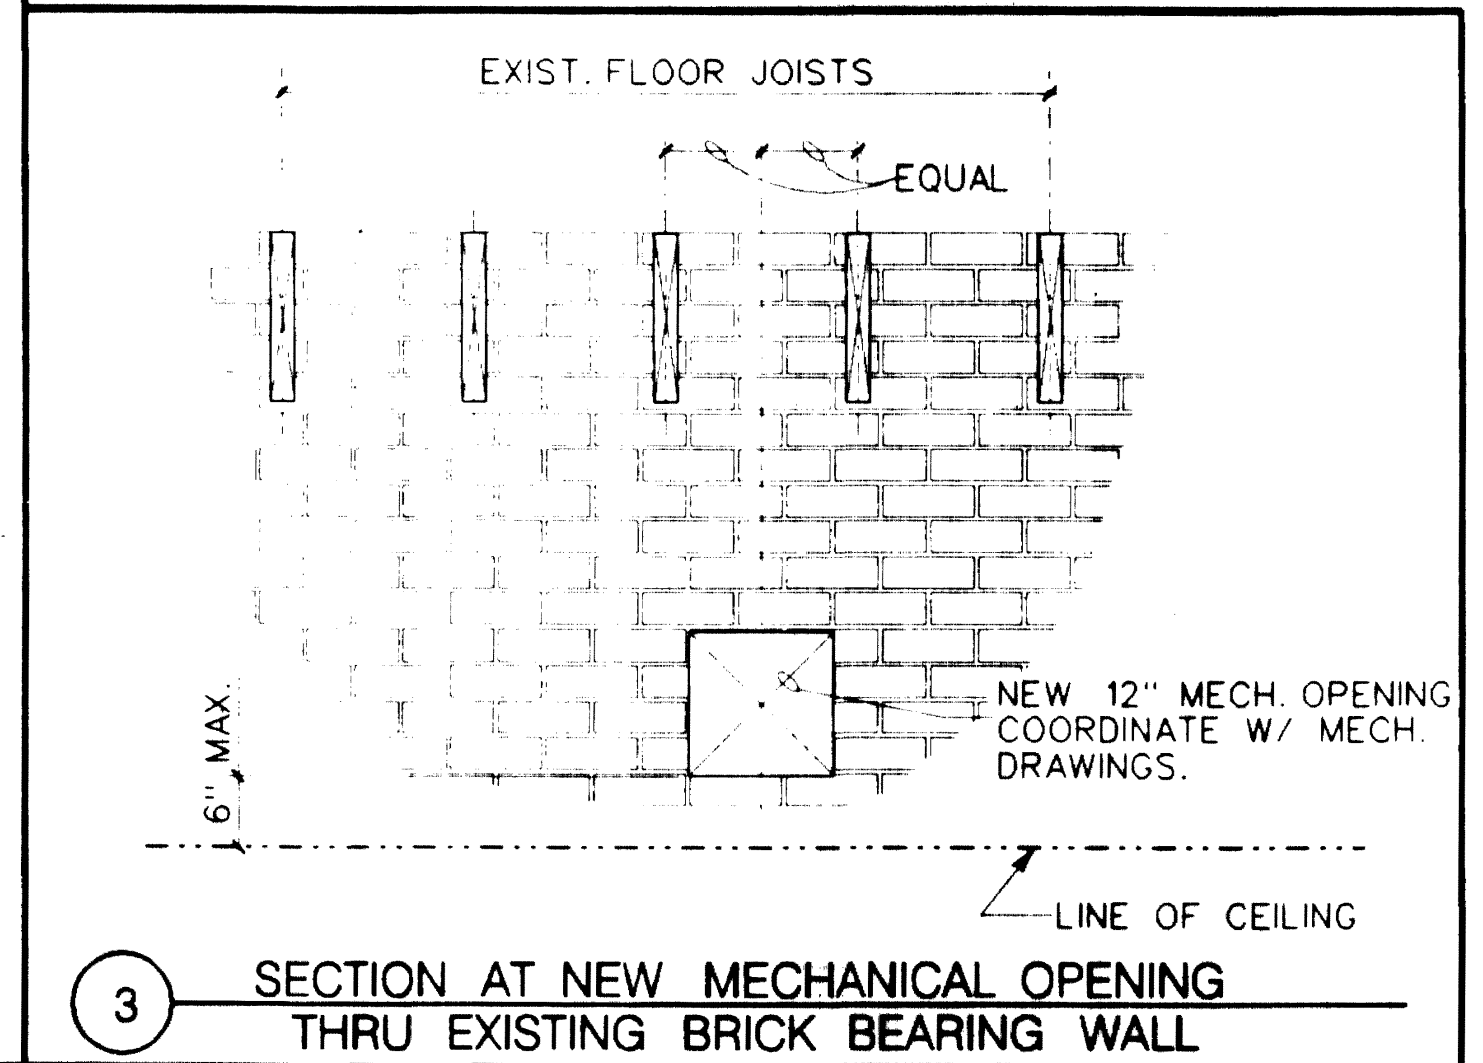 EXIST. FLOOR JOISTS
EQUAL
6" MAX.
NEW 12" MECH. OPENING
COORDINATE W/ MECH.
DRAWINGS.
LINE OF CEILING
3
SECTION AT NEW MECHANICAL OPENING
THRU EXISTING BRICK BEARING WALL